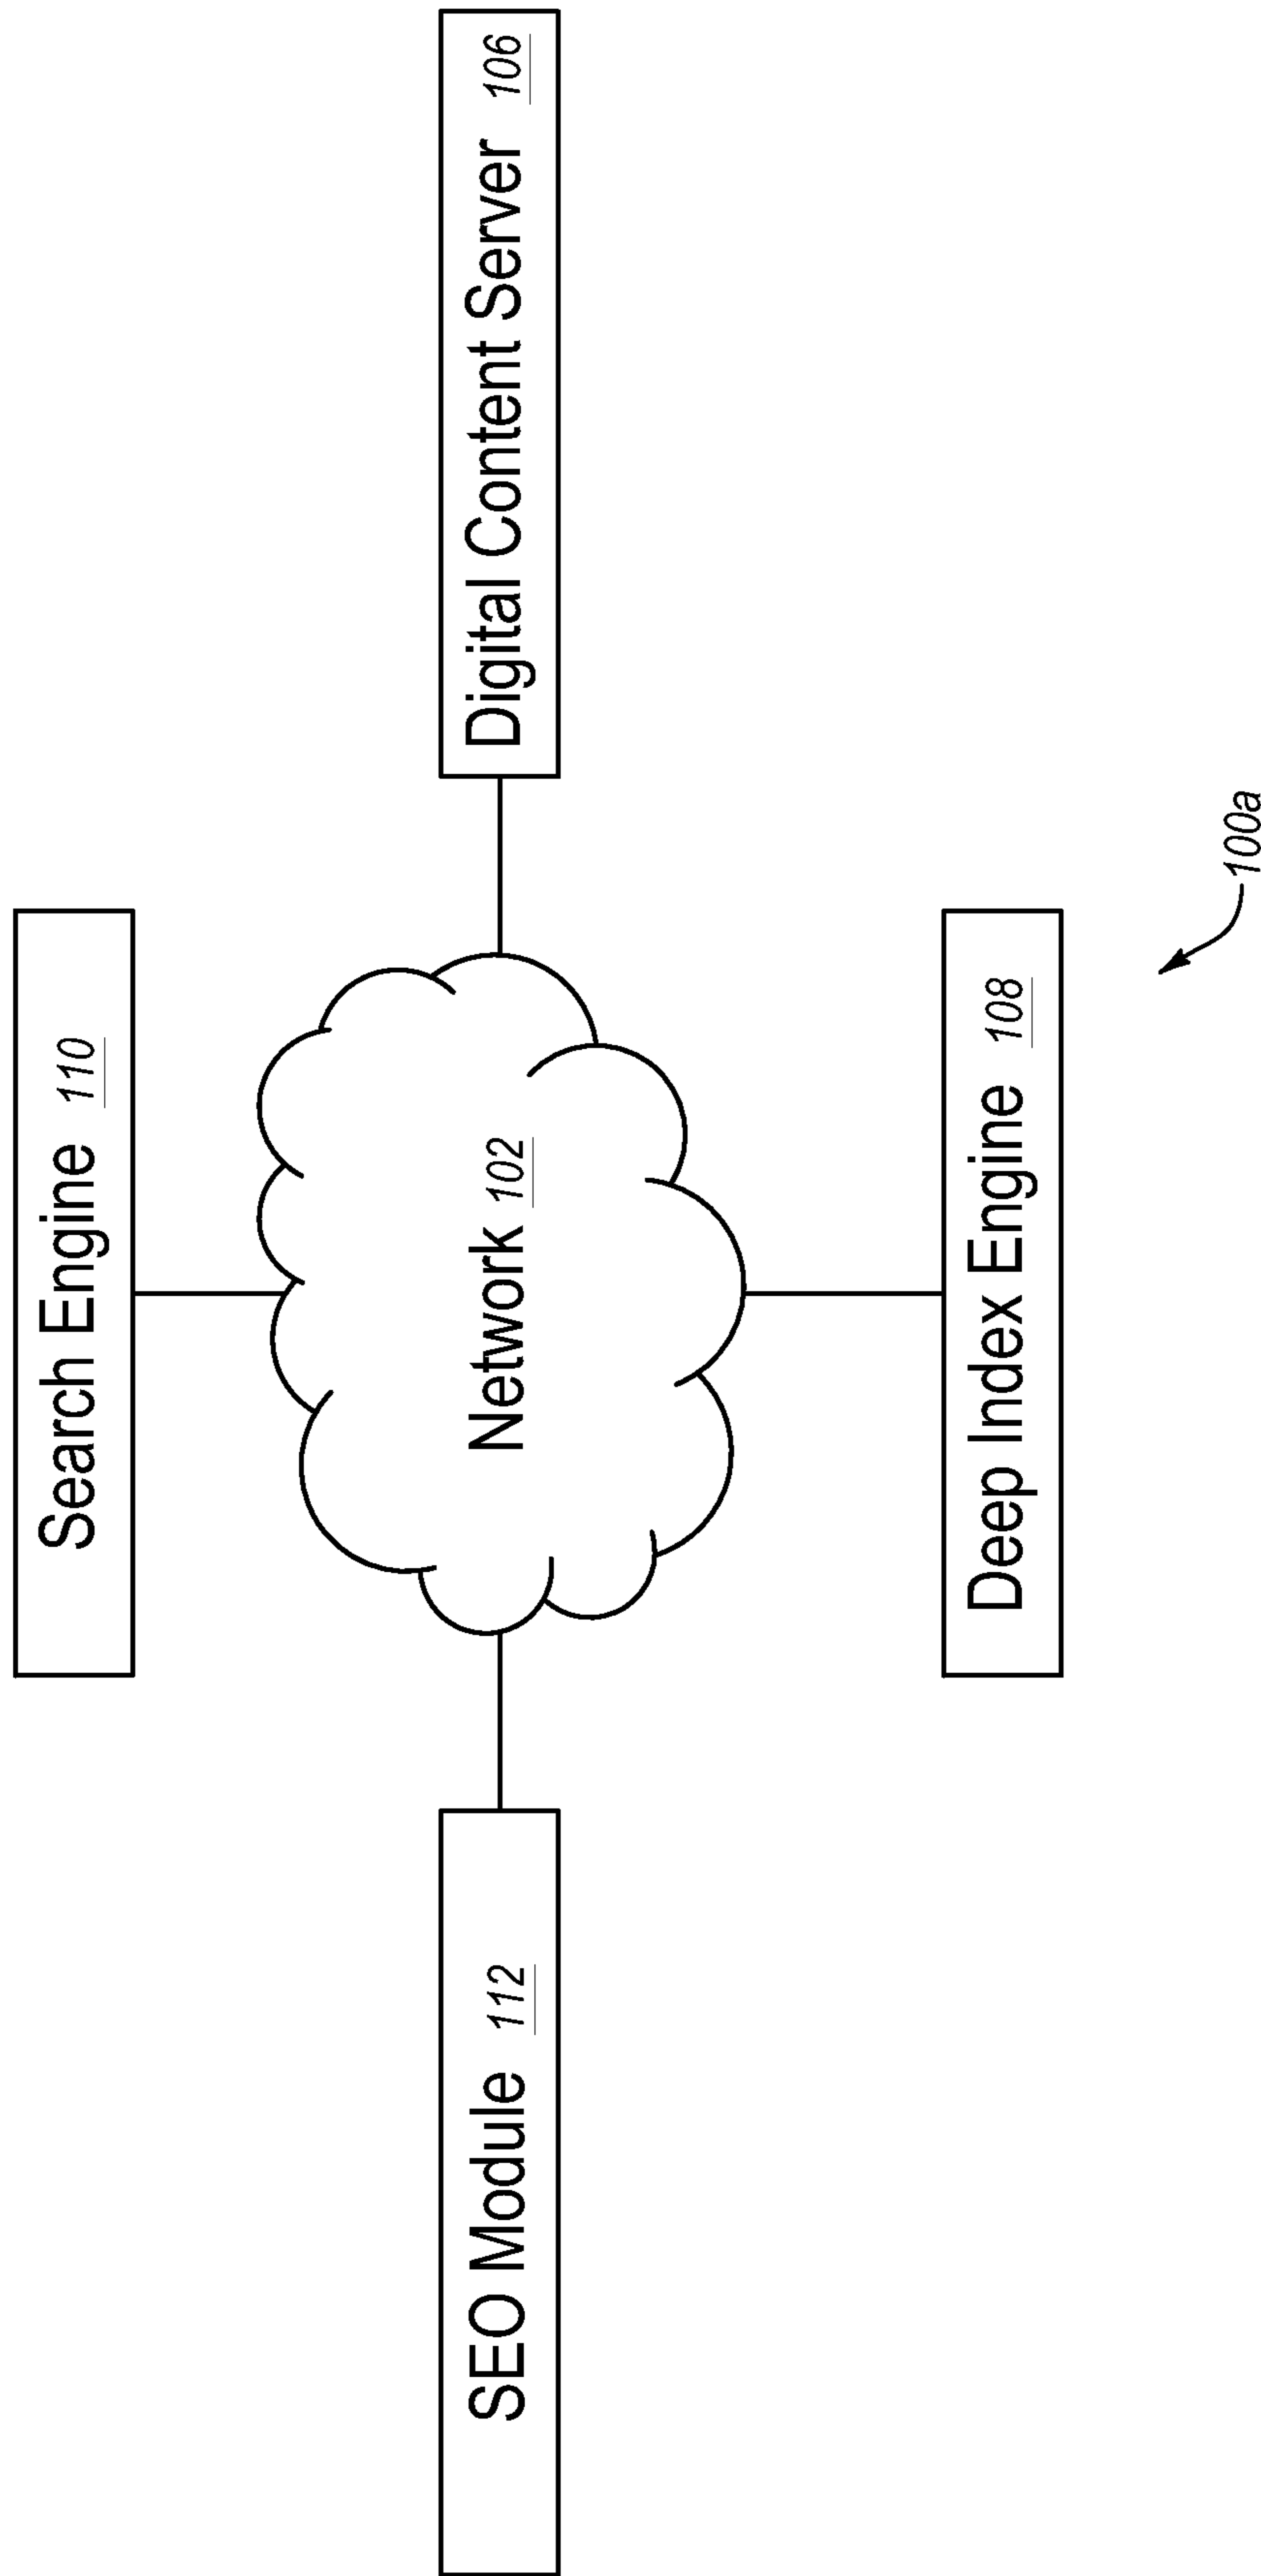 Search Engine 110
SEO Module 112
Network 102
Digital Content Server 106
Deep Index Engine 108
100a